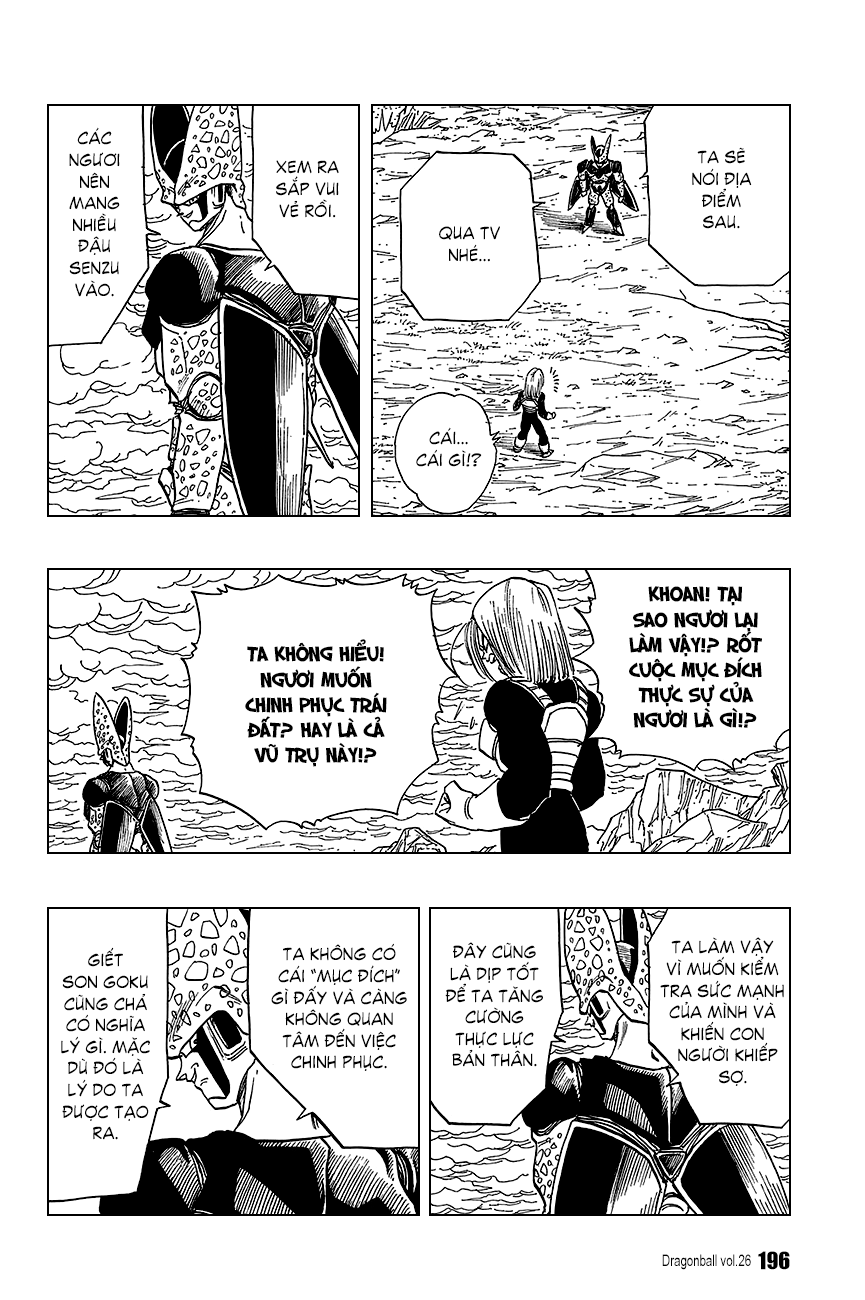 TA SẼ
NÓI ĐỊA
ĐIỂM
SAU.
QUA TV
NHÉ...
CÁI...
CÁI GÌ!?
XEM RA
SẮP VUI
VẺ RỒI.
CÁC
NGƯƠI
NÊN
MANG
NHIỀU
ĐẬU
SENZU
VÀO.
KHOAN! TẠI
SAO NGƯƠI LẠI
LÀM VẬY!? RỐT
CUỘC MỤC ĐÍCH
THỰC SỰ CỦA
NGƯƠI LÀ GÌ!?
TA KHÔNG HIỂU!
NGƯƠI MUỐN
CHINH PHỤC TRÁI
ĐẤT? HAY LÀ CẢ
VŨ TRỤ NÀY!?
TA LÀM VẬY
VÌ MUỐN KIỂM
TRA SỨC MẠNH
CỦA MÌNH VÀ
KHIẾN CON
NGƯỜI KHIẾP
SỢ.
ĐÂY CŨNG
LÀ DỊP TỐT
ĐỂ TA TĂNG
CƯỜNG
THỰC LỰC
BẢN THÂN.
TA KHÔNG CÓ
CÁI “MỤC ĐÍCH”
GÌ ĐẤY VÀ CÀNG
KHÔNG QUAN
TÂM ĐẾN VIỆC
CHINH PHỤC.
GIẾT
SON GOKU
CŨNG CHẢ
CÓ NGHĨA
LÝ GÌ. MẶC
DÙ ĐÓ LÀ
LÝ DO TA
ĐƯỢC TẠO
RA.
Dragonball vol.26 196